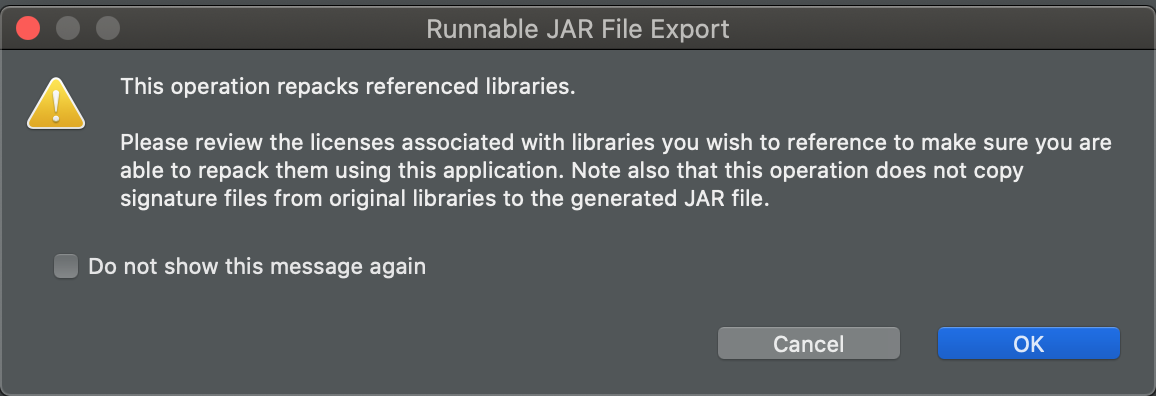 Runnable JAR File Export
This operation repacks referenced libraries.
Please review the licenses associated with libraries you wish to reference to make sure you are
able to repack them using this application. Note also that this operation does not copy
signature files from original libraries to the generated JAR file.
Do not show this message again
Cancel
OK